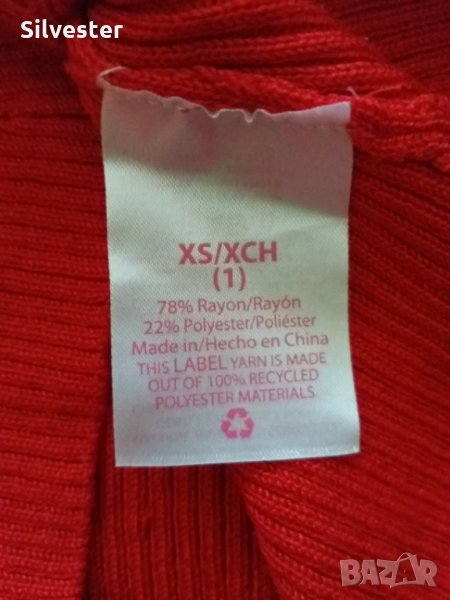 Silvester
XS/XCH
(1)
78% Rayon/Rayón
22% Polyester/Poliéster
Made in/Hecho en China
THIS LABEL YARN IS MADE
OUT OF 100% RECYCLED
POLYESTER MATERIALS
BAZAR